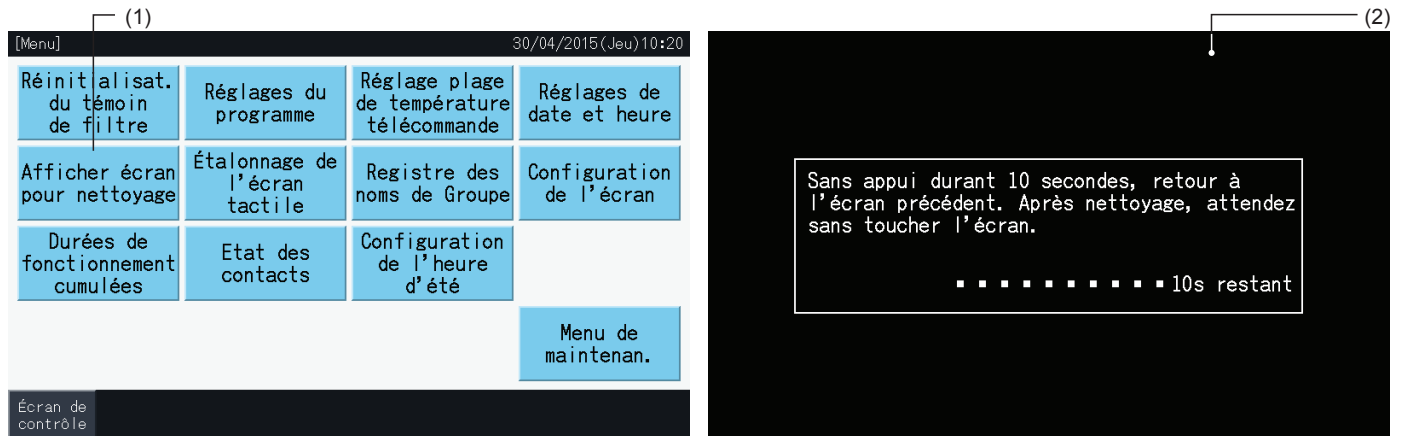 (1)
(2)
[Menu] 30/04/2015(Jeu)10:20
Réinitialisat.
du témoin
de filtre
Réglages du
programme
Réglage plage
de température
télécommande
Réglages de
date et heure
Afficher écran
pour nettoyage
Étalonnage de
l'écran
tactile
Registre des
noms de Groupe
Configuration
de l'écran
Durées de
fonctionnement
cumulées
Etat des
contacts
Configuration
de l'heure
d'été
Menu de
maintenan.
Écran de
contrôle
Sans appui durant 10 secondes, retour à
l'écran précédent. Après nettoyage, attendez
sans toucher l'écran.
10s restant